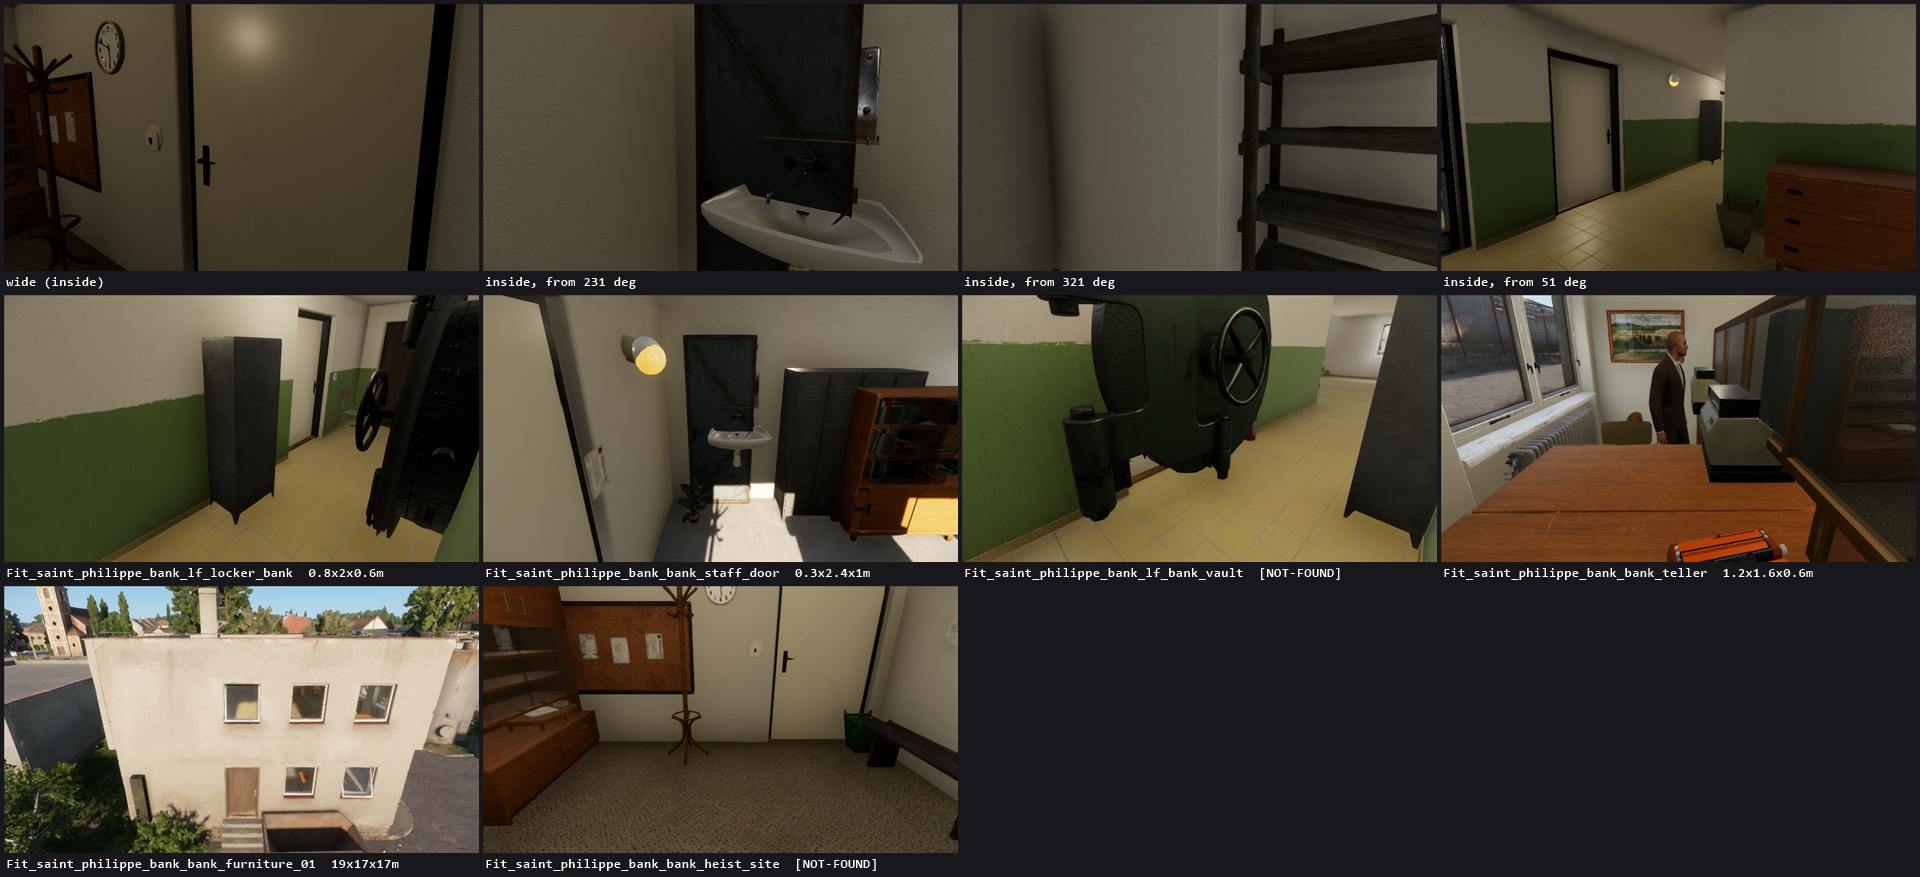 wide (inside)
inside, from 231 deg
inside, from 321 deg
inside, from 51 deg
Fit_saint_philippe_bank_lf_locker_bank  0.8x2x0.6m
Fit_saint_philippe_bank_bank_staff_door  0.3x2.4x1m
Fit_saint_philippe_bank_lf_bank_vault  [NOT-FOUND]
Fit_saint_philippe_bank_bank_teller  1.2x1.6x0.6m
Fit_saint_philippe_bank_bank_furniture_01  19x17x17m
Fit_saint_philippe_bank_bank_heist_site  [NOT-FOUND]